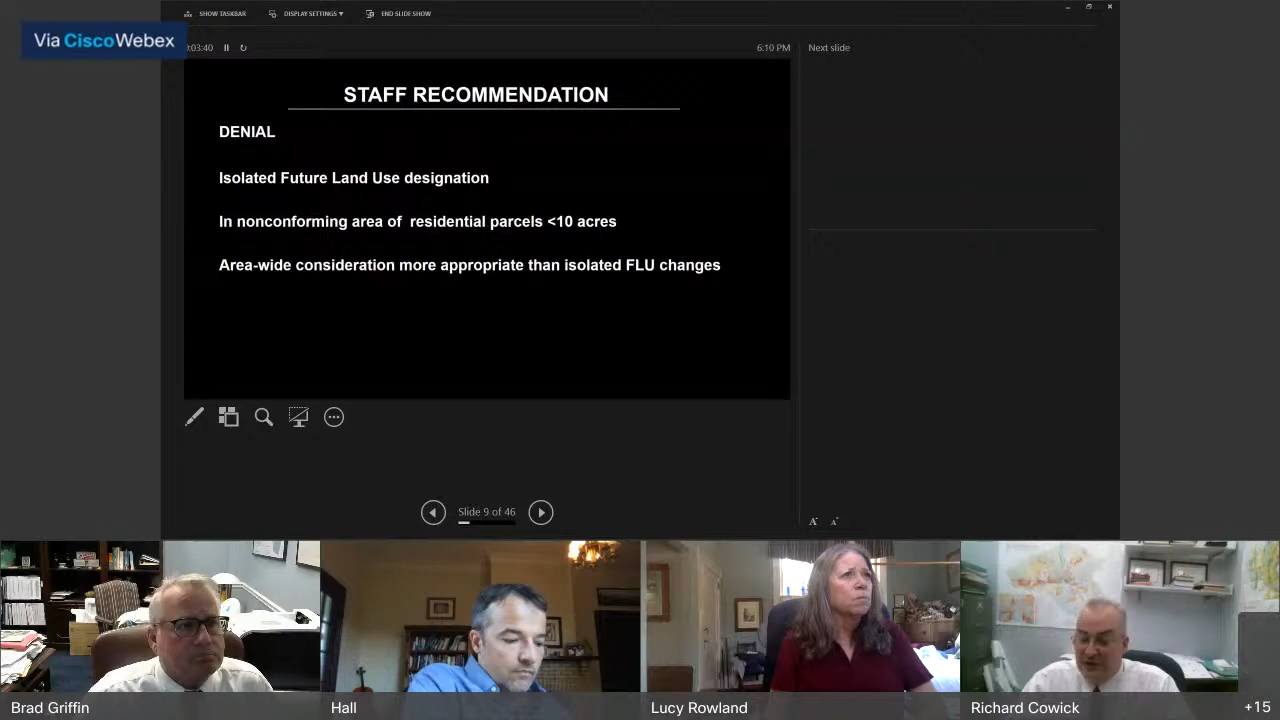 SHOW TASKBAR
DISPLAY SETTINGS
END SLIDE SHOW
Via CiscoWebex
:03:40
6:10 PM
Next slide
STAFF RECOMMENDATION
DENIAL
Isolated Future Land Use designation
In nonconforming area of residential parcels <10 acres
Area-wide consideration more appropriate than isolated FLU changes
Slide 9 of 46
A A
Brad Griffin
Hall
Lucy Rowland
Richard Cowick
+15